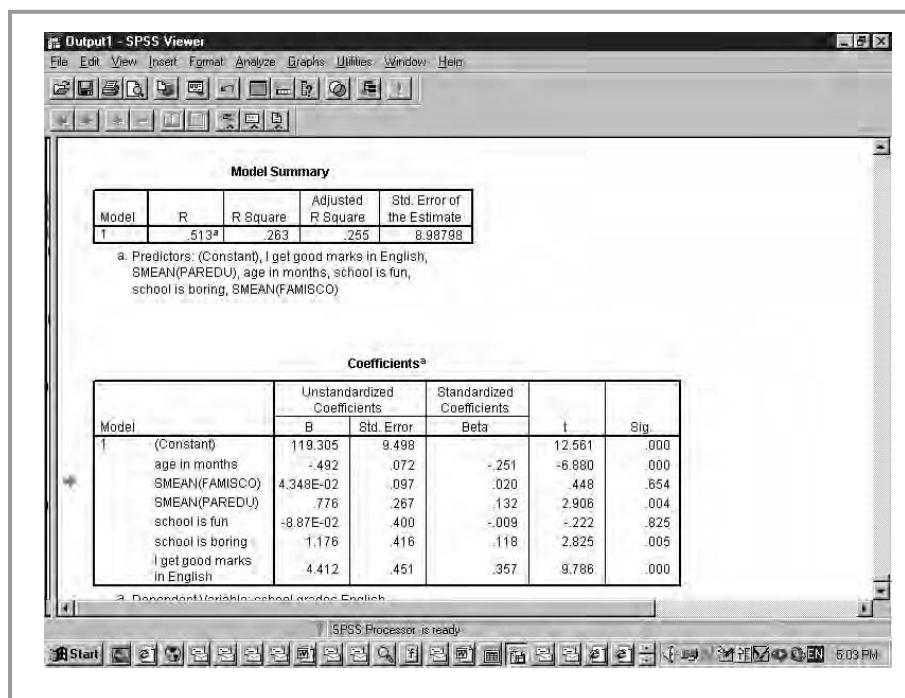 Output1 - SPSS Viewer
File Edit View Insert Format Analyze Graphs Utilities Window Help
Model Summary
Model R R Square Adjusted R Square Std. Error of the Estimate
1 .513a .263 .255 8.98798
a. Predictors: (Constant), I get good marks in English,
SMEAN(PAREDU), age in months, school is fun,
school is boring, SMEAN(FAMISCO)
Coefficientsa
Unstandardized Coefficients Standardized Coefficients
Model B Std. Error Beta t Sig.
1 (Constant) 119.305 9.498 12.561 .000
age in months -.492 .072 -.251 -6.880 .000
SMEAN(FAMISCO) 4.348E-02 .097 .020 .448 .654
SMEAN(PAREDU) .776 .267 .132 2.906 .004
school is fun -8.87E-02 .400 -.009 -.222 .825
school is boring 1.176 .416 .118 2.825 .005
I get good marks in English 4.412 .451 .357 9.786 .000
a. Dependent Variable: school grades English
SPSS Processor is ready
Start EN 5:03 PM